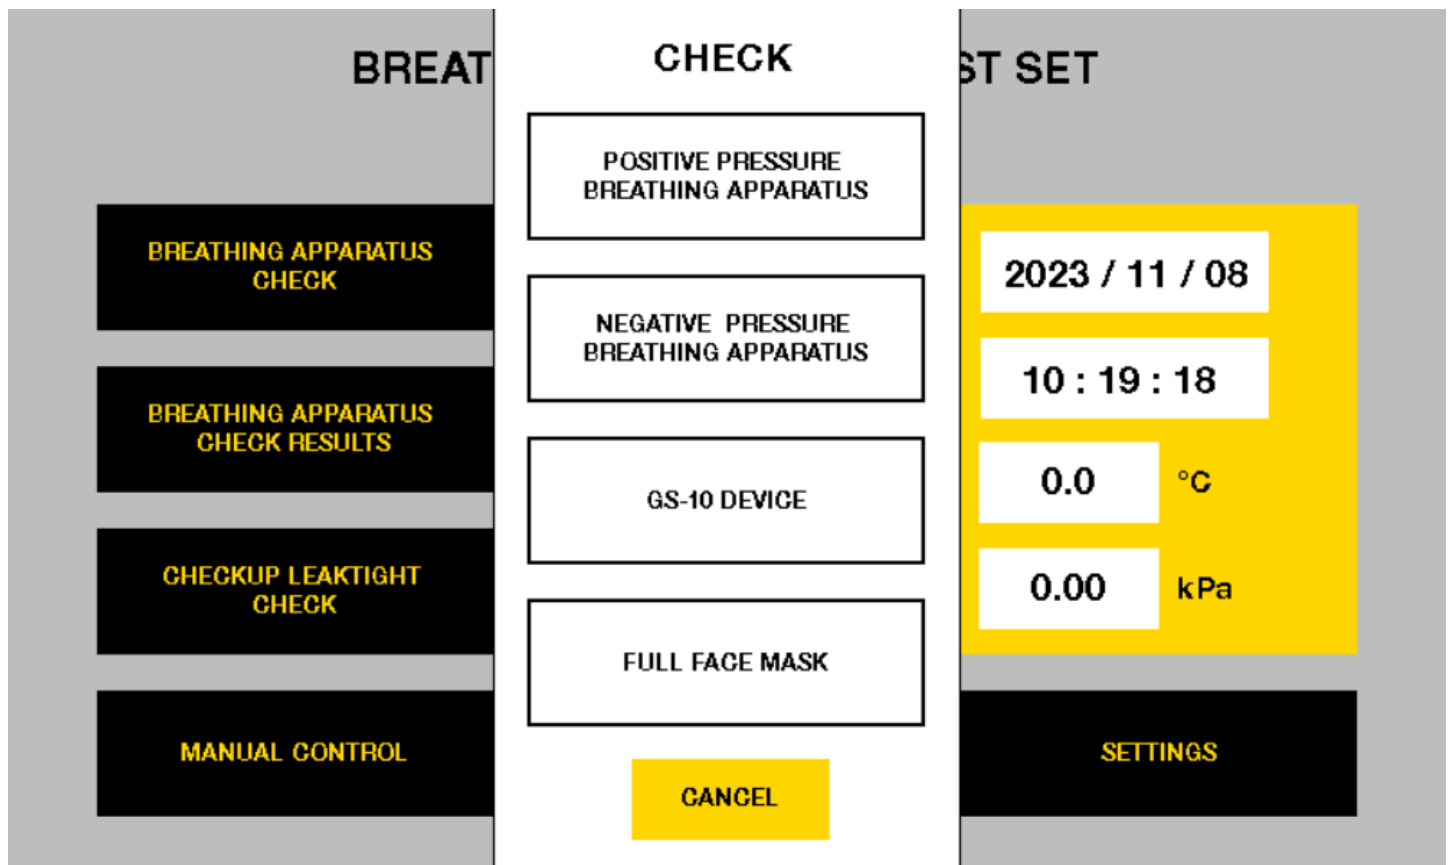 BREAT
ST SET
CHECK
POSITIVE PRESSURE
BREATHING APPARATUS
NEGATIVE PRESSURE
BREATHING APPARATUS
GS-10 DEVICE
FULL FACE MASK
CANCEL
BREATHING APPARATUS
CHECK
BREATHING APPARATUS
CHECK RESULTS
CHECKUP LEAKTIGHT
CHECK
MANUAL CONTROL
2023 / 11 / 08
10 : 19 : 18
0.0 °C
0.00 kPa
SETTINGS